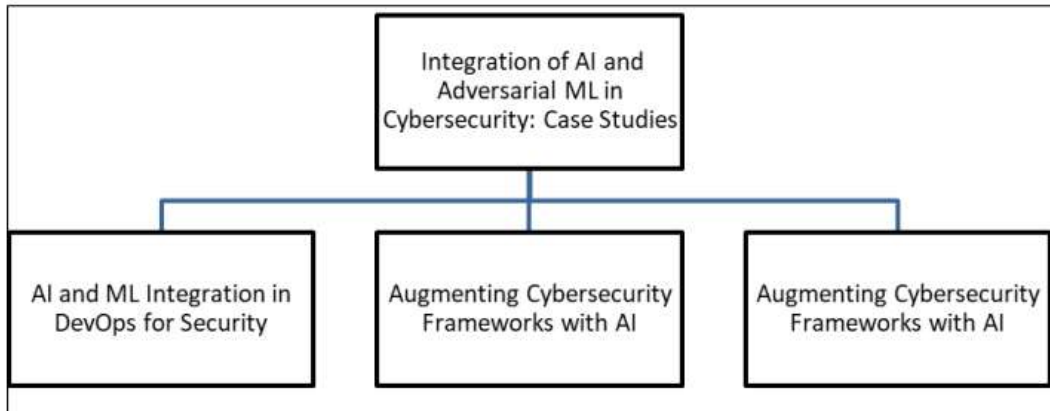 Integration of AI and
Adversarial ML in
Cybersecurity: Case Studies
AI and ML Integration in
DevOps for Security
Augmenting Cybersecurity
Frameworks with AI
Augmenting Cybersecurity
Frameworks with AI